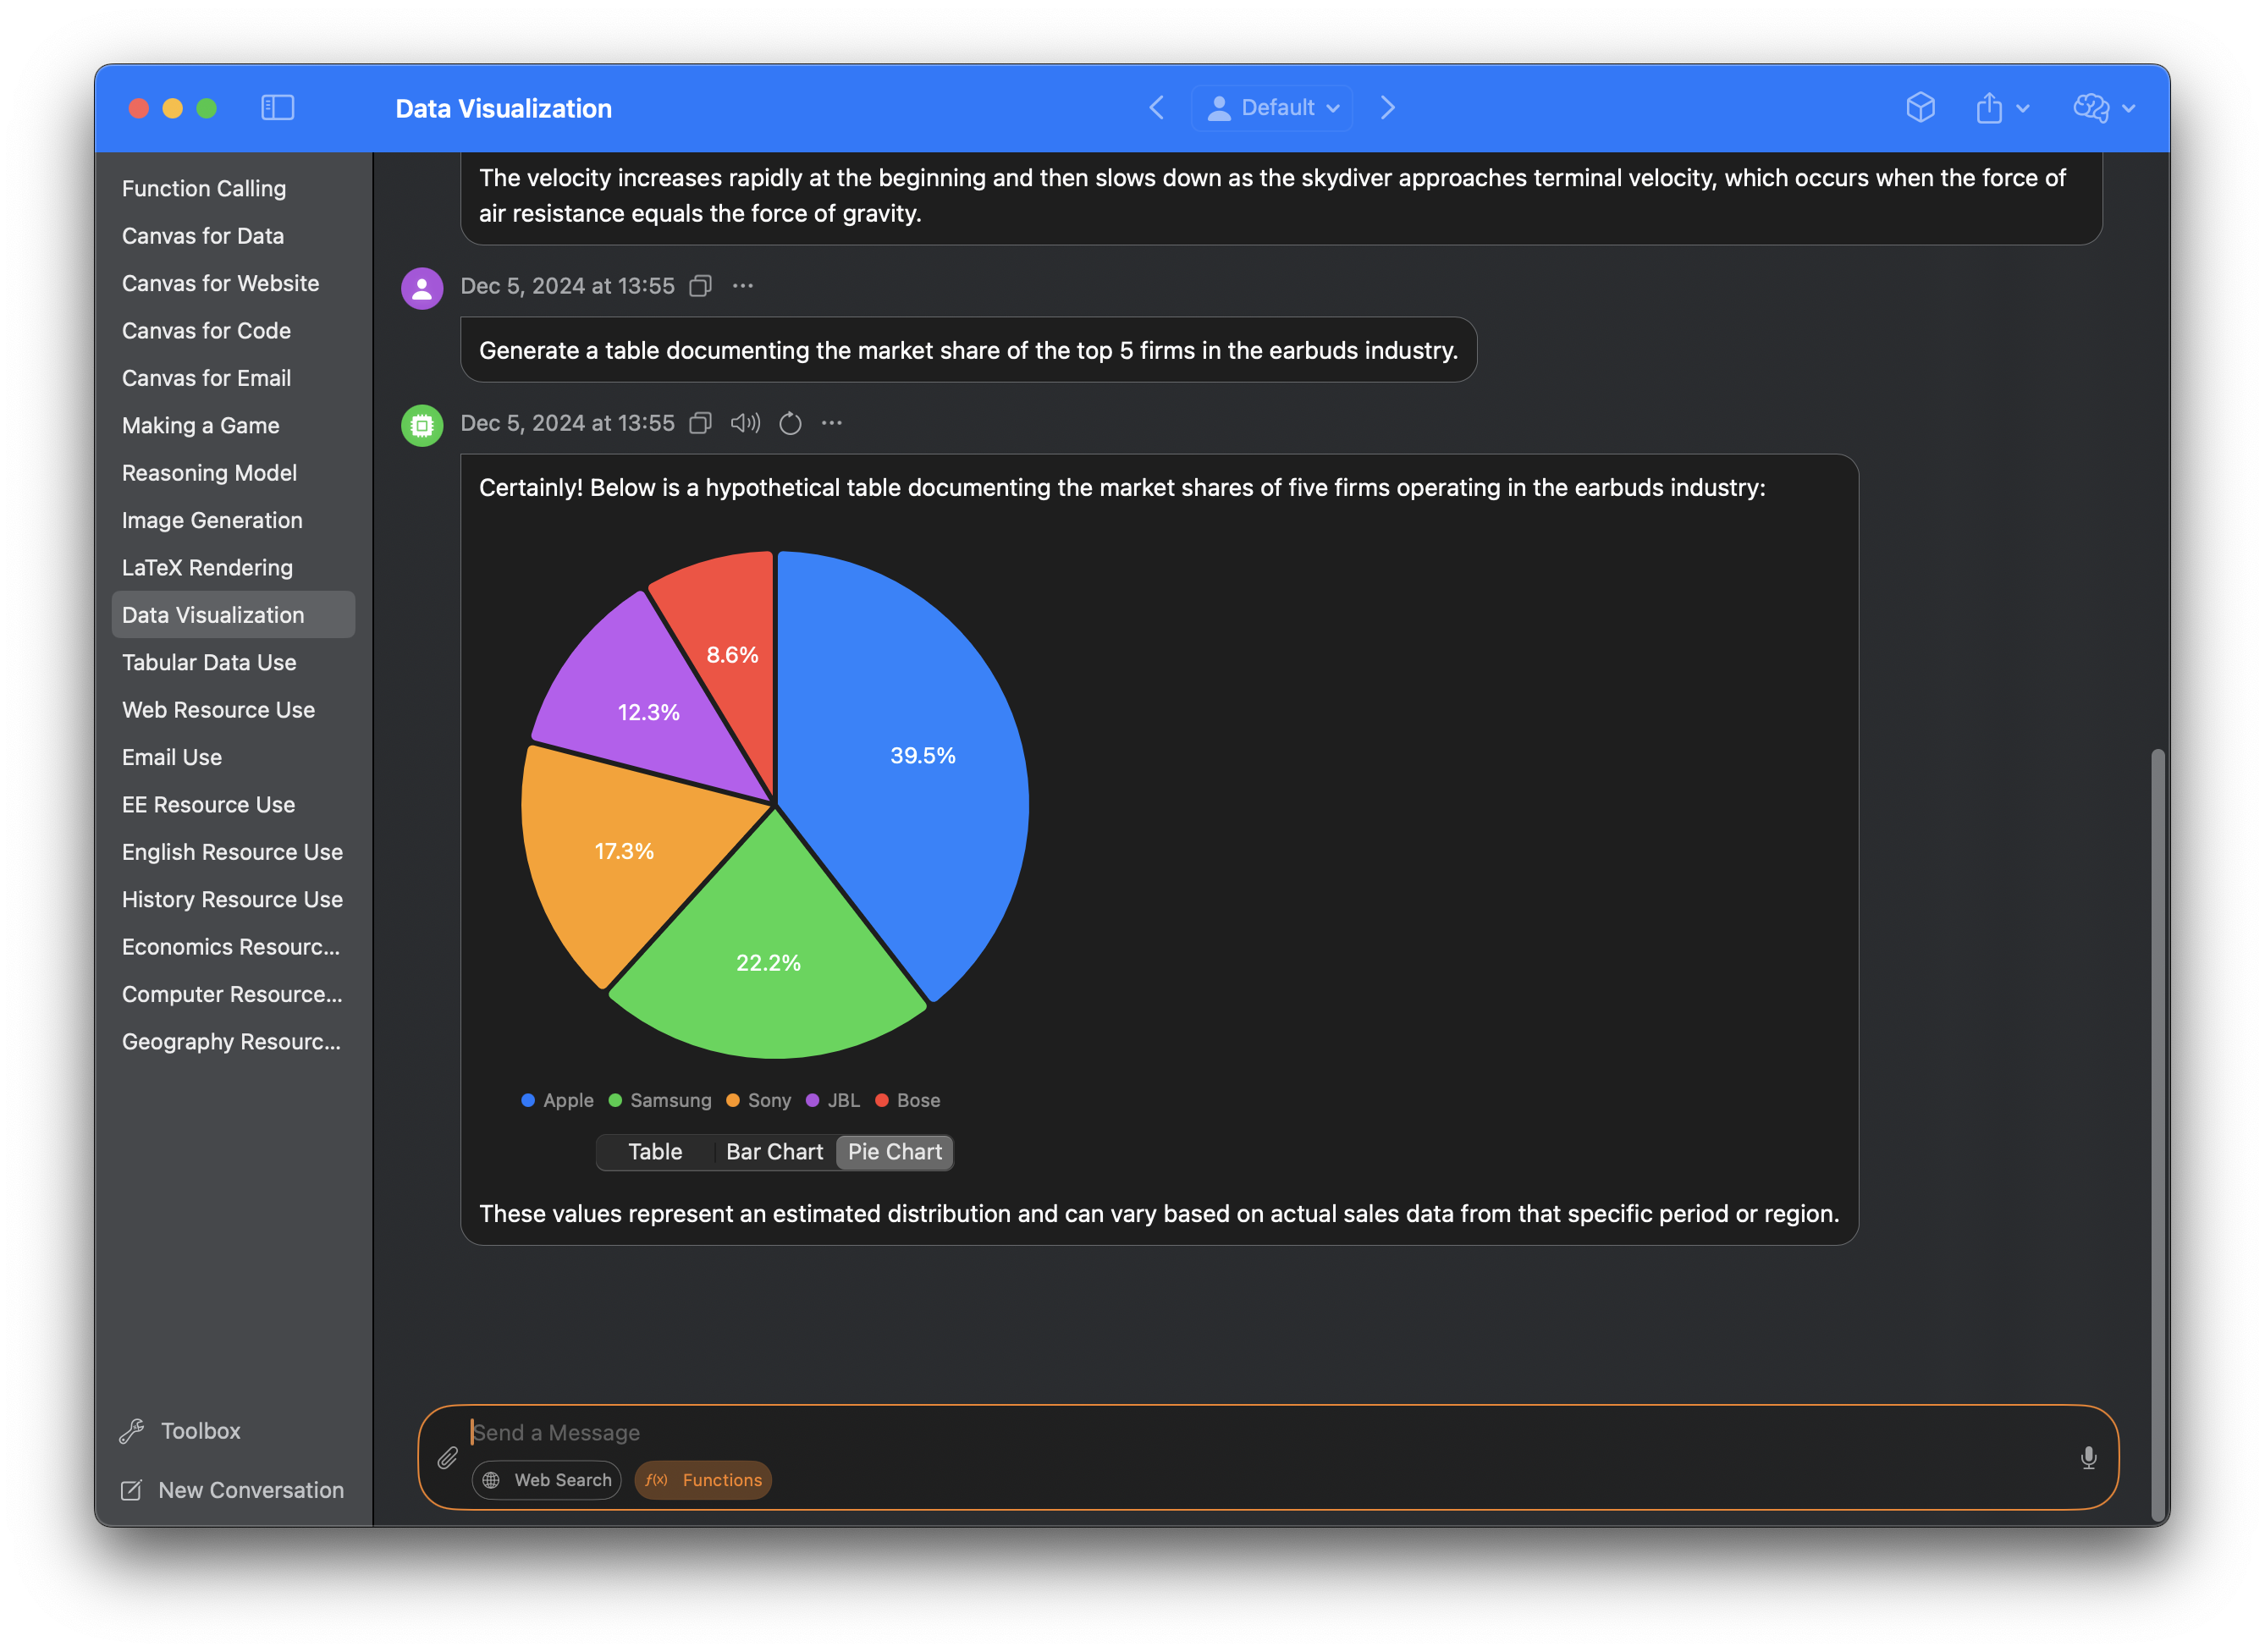 Data Visualization
Default
Function Calling
Canvas for Data
Canvas for Website
Canvas for Code
Canvas for Email
Making a Game
Reasoning Model
Image Generation
LaTeX Rendering
Data Visualization
Tabular Data Use
Web Resource Use
Email Use
EE Resource Use
English Resource Use
History Resource Use
Economics Resourc...
Computer Resource...
Geography Resourc...
Toolbox
New Conversation
The velocity increases rapidly at the beginning and then slows down as the skydiver approaches terminal velocity, which occurs when the force of
air resistance equals the force of gravity.
Dec 5, 2024 at 13:55
Generate a table documenting the market share of the top 5 firms in the earbuds industry.
Dec 5, 2024 at 13:55
Certainly! Below is a hypothetical table documenting the market shares of five firms operating in the earbuds industry:
8.6%
12.3%
39.5%
17.3%
22.2%
Apple Samsung Sony JBL Bose
Table Bar Chart Pie Chart
These values represent an estimated distribution and can vary based on actual sales data from that specific period or region.
Send a Message
Web Search f(x) Functions